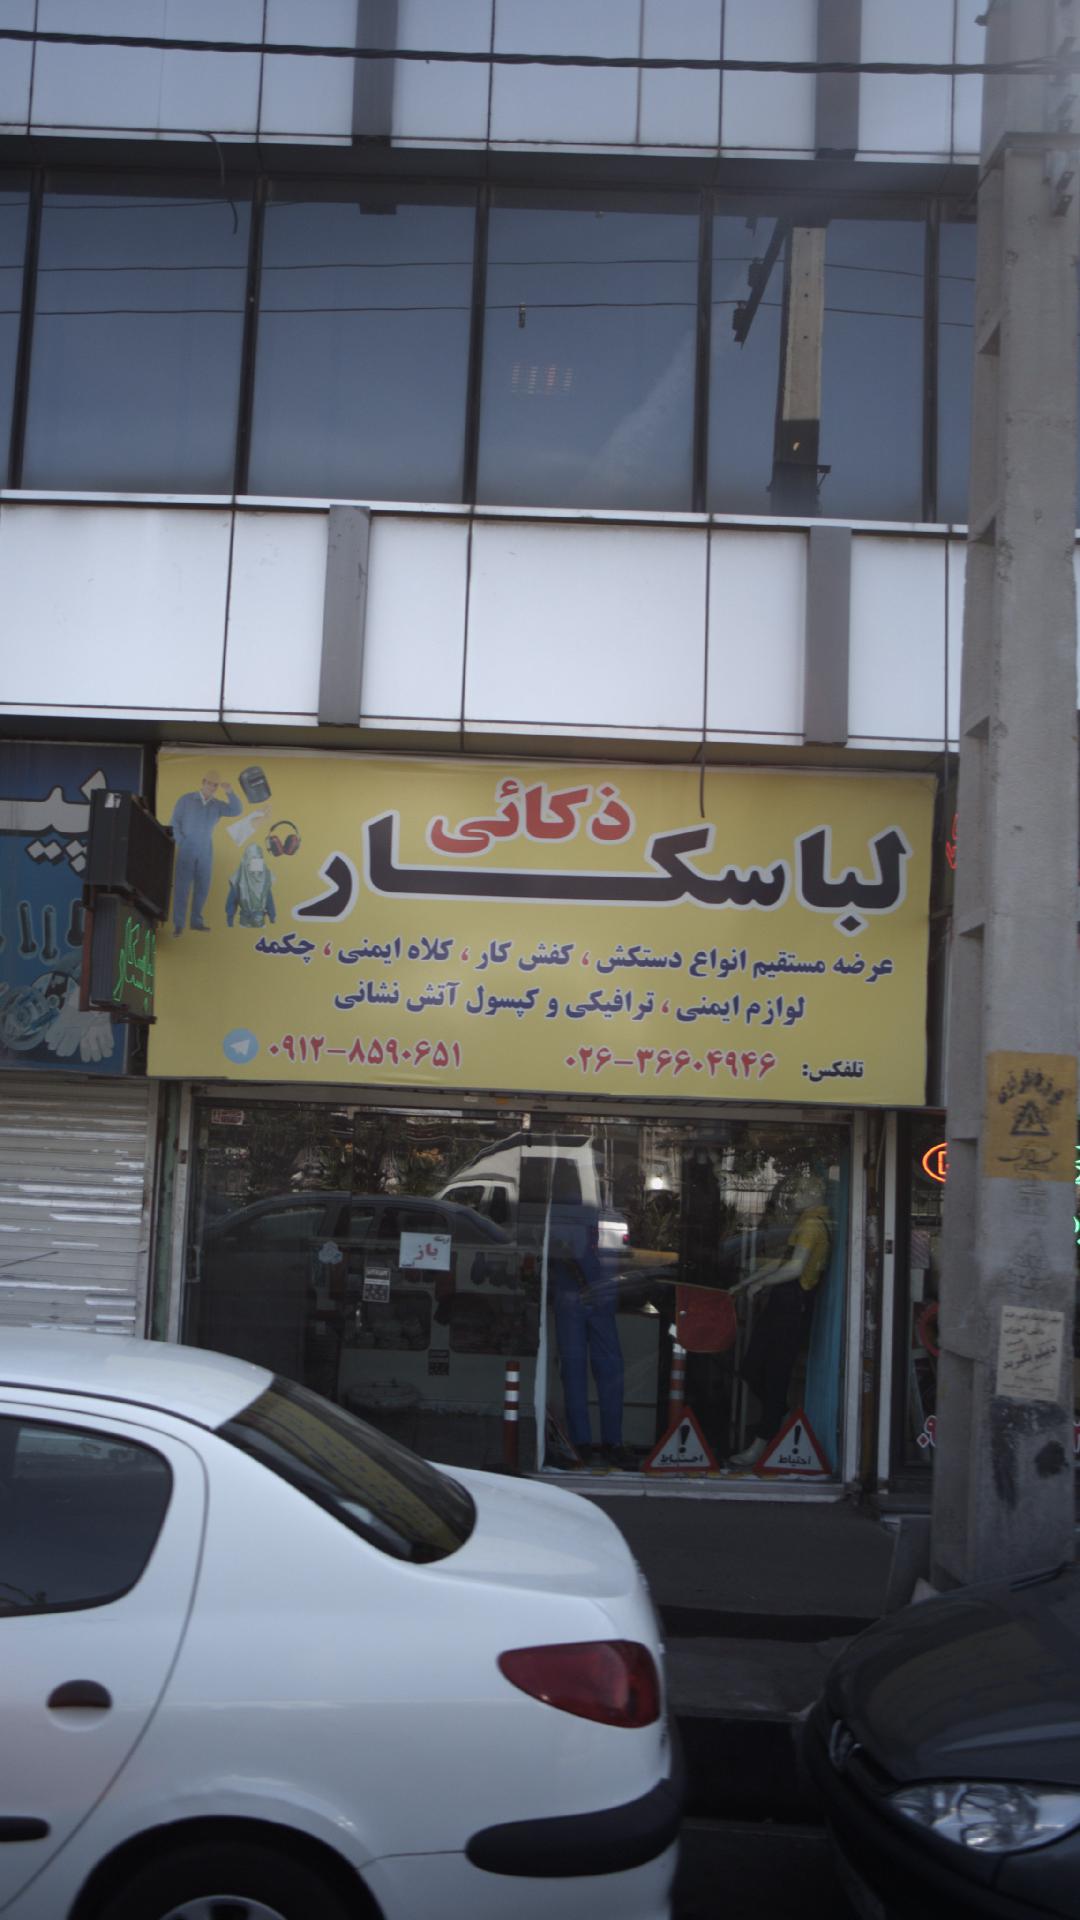 ذکائی
لباسکار
عرضه مستقیم انواع دستکش ، کفش کار ، کلاه ایمنی ، چکمه
لوازم ایمنی ، ترافیکی و کپسول آتش نشانی
تلفکس: ۰۲۶-۳۶۶۰۴۹۴۶ ۰۹۱۲-۸۵۹۰۶۵۱
باز
احتیاط
احتیاط